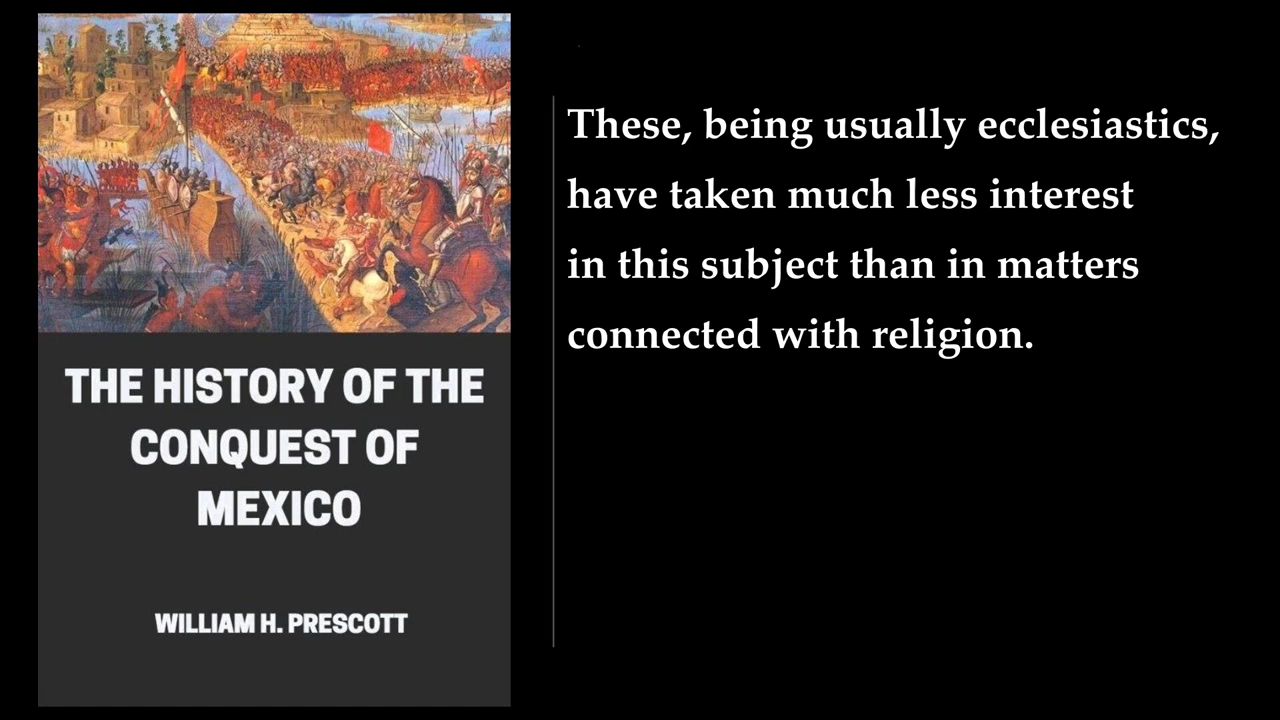 THE HISTORY OF THE
CONQUEST OF
MEXICO
WILLIAM H. PRESCOTT
These, being usually ecclesiastics,
have taken much less interest
in this subject than in matters
connected with religion.